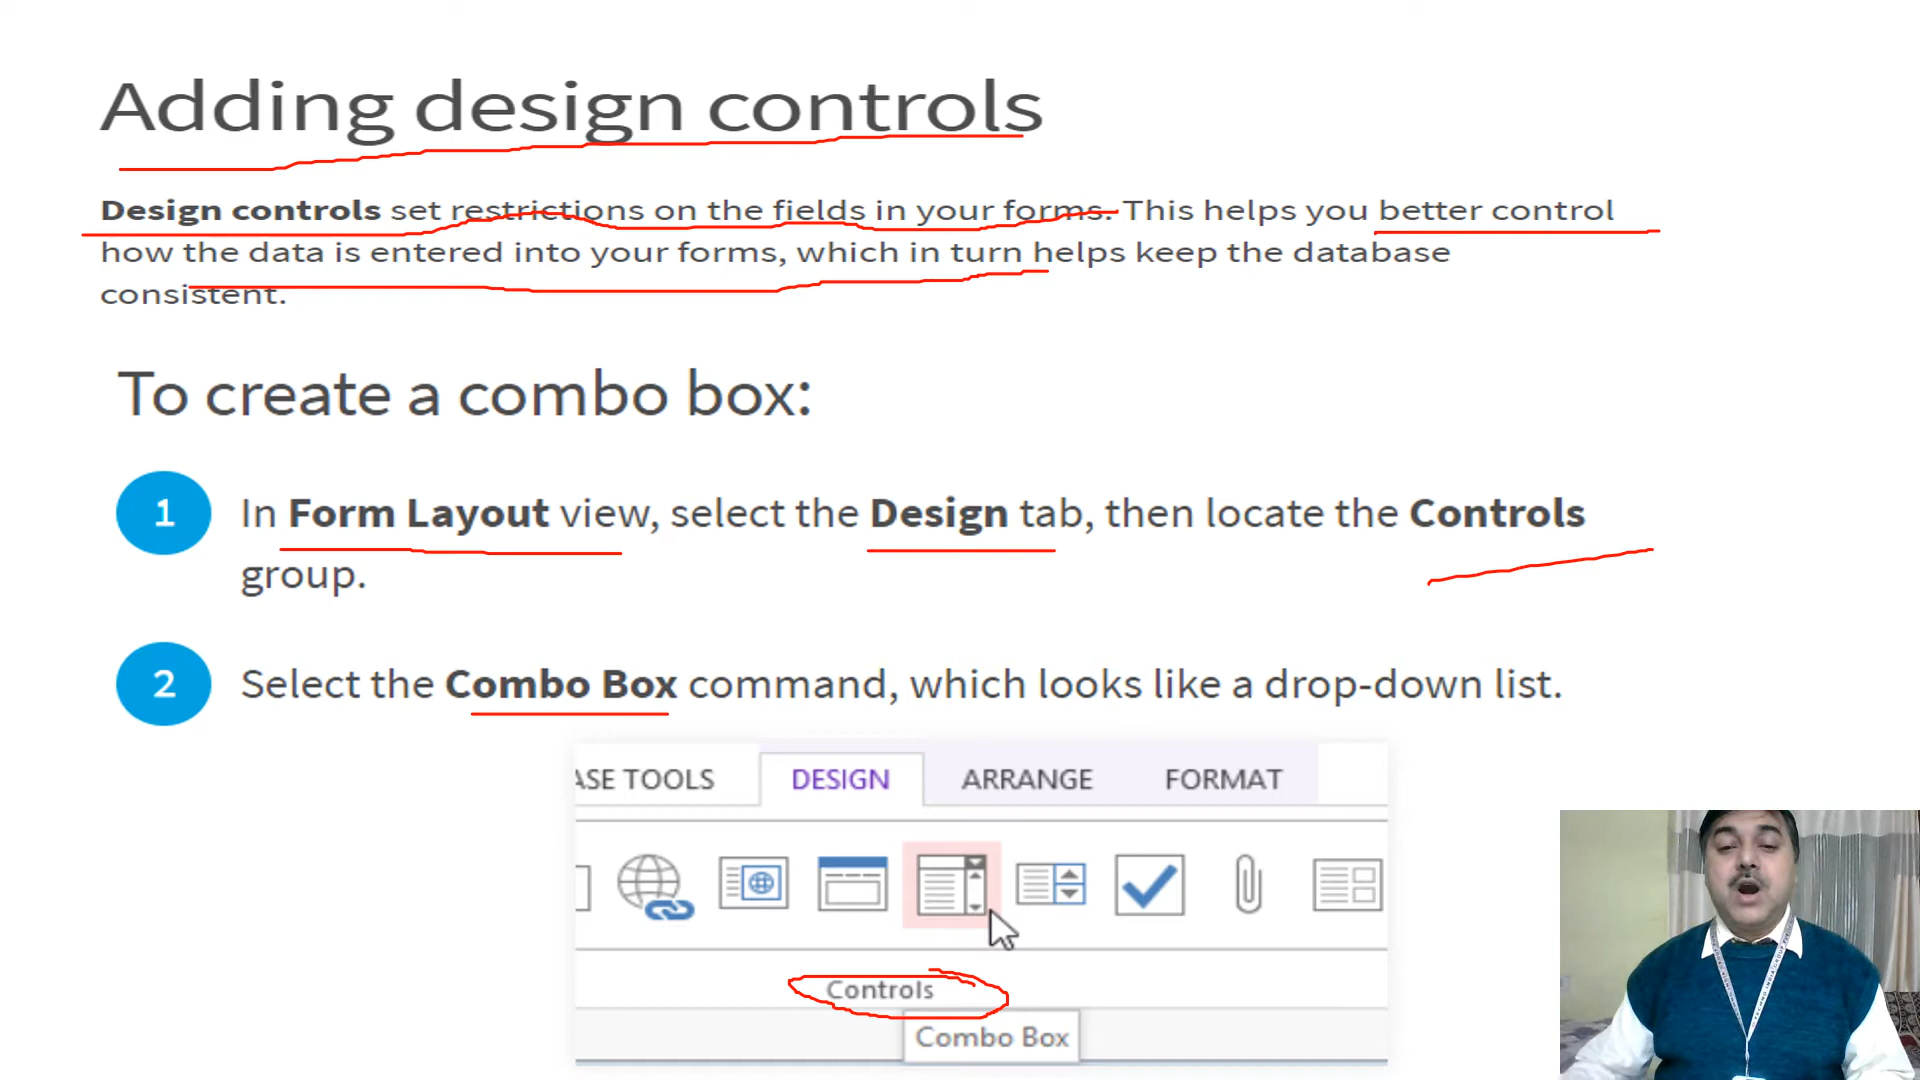 Adding design controls
Design controls set restrictions on the fields in your forms. This helps you better control
how the data is entered into your forms, which in turn helps keep the database
consistent.
To create a combo box:
1 In Form Layout view, select the Design tab, then locate the Controls
group.
2 Select the Combo Box command, which looks like a drop-down list.
ASE TOOLS DESIGN ARRANGE FORMAT
Controls
Combo Box